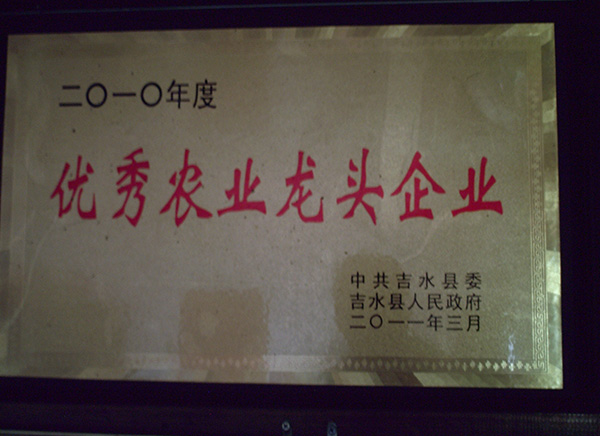 二〇一〇年度
优秀农业龙头企业
中共吉水县委
吉水县人民政府
二〇一一年三月